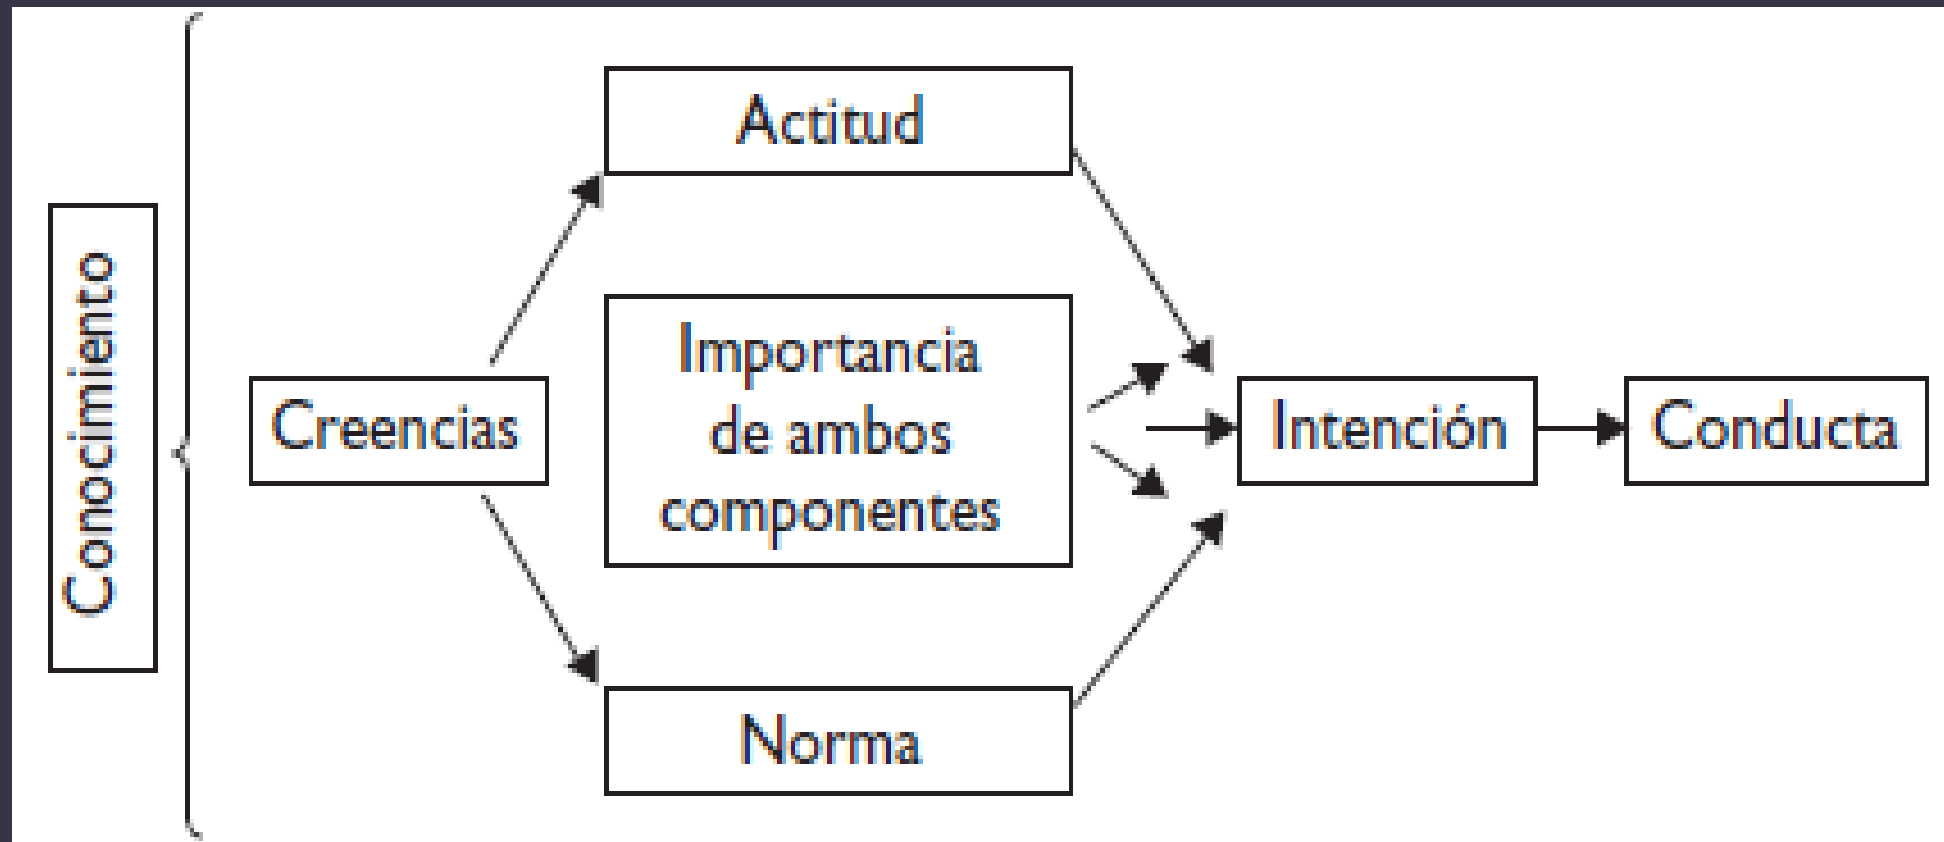 Conocimiento
Creencias
Actitud
Importancia
de ambos
componentes
Norma
Intención
Conducta